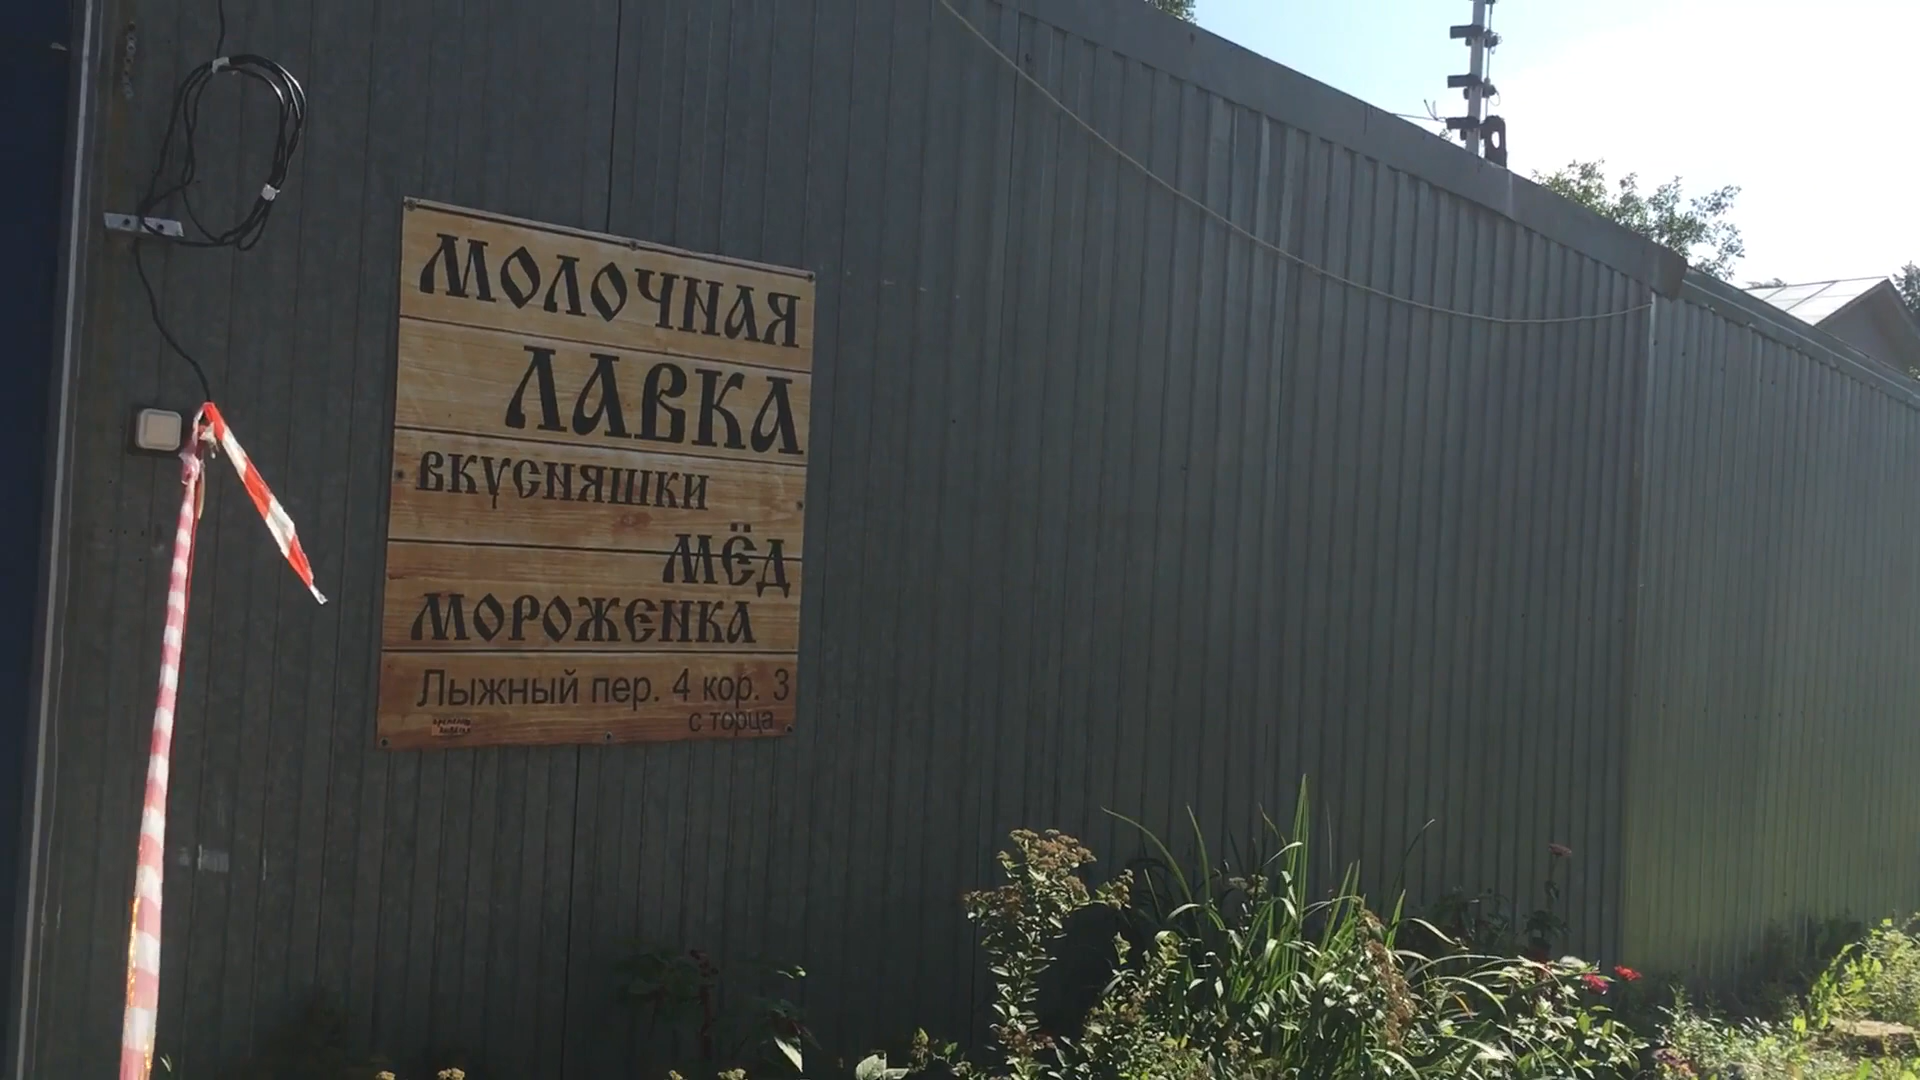 МОЛОЧНАЯ
ЛАВКА
ВКУСНЯШКИ
МЁД
МОРОЖЕНКА
Лыжный пер. 4 кор. 3
с торца